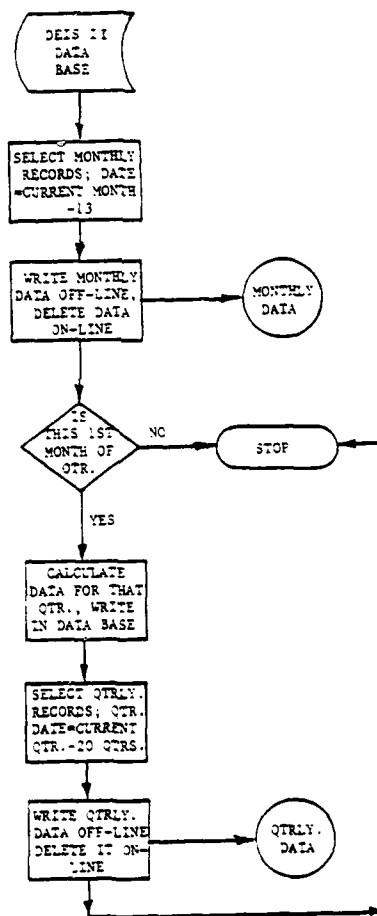 DEIS II
DATA
BASE
SELECT MONTHLY
RECORDS; DATE
=CURRENT MONTH
-13
WRITE MONTHLY
DATA OFF-LINE,
DELETE DATA
ON-LINE
MONTHLY
DATA
IS
THIS 1ST
MONTH OF
QTR.
NO
STOP
YES
CALCULATE
DATA FOR THAT
QTR., WRITE
IN DATA BASE
SELECT QTRLY.
RECORDS; QTR.
DATE=CURRENT
QTR.-20 QTRS.
WRITE QTRLY.
DATA OFF-LINE
DELETE IT ON-
LINE
QTRLY.
DATA